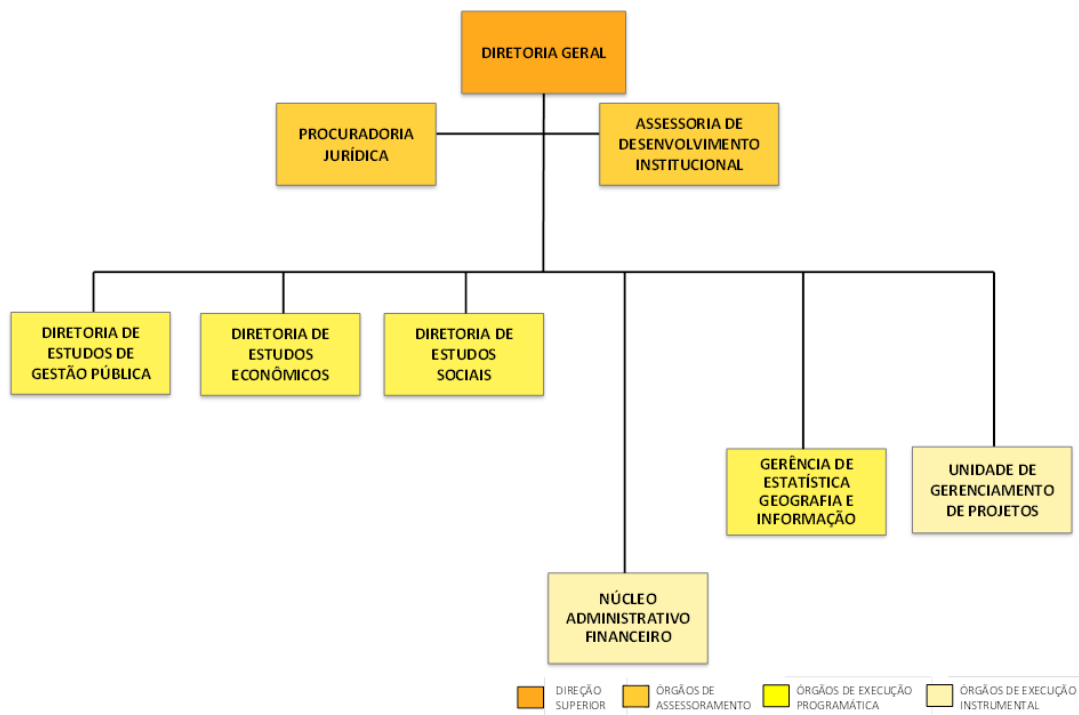 DIRETORIA GERAL
PROCURADORIA
JURÍDICA
ASSESSORIA DE
DESENVOLVIMENTO
INSTITUCIONAL
DIRETORIA DE
ESTUDOS DE
GESTÃO PÚBLICA
DIRETORIA DE
ESTUDOS
ECONÔMICOS
DIRETORIA DE
ESTUDOS
SOCIAIS
GERÊNCIA DE
ESTATÍSTICA
GEOGRAFIA E
INFORMAÇÃO
UNIDADE DE
GERENCIAMENTO
DE PROJETOS
NÚCLEO
ADMINISTRATIVO
FINANCEIRO
DIREÇÃO
SUPERIOR
ÓRGÃOS DE
ASSESSORAMENTO
ÓRGÃOS DE EXECUÇÃO
PROGRAMÁTICA
ÓRGÃOS DE EXECUÇÃO
INSTRUMENTAL